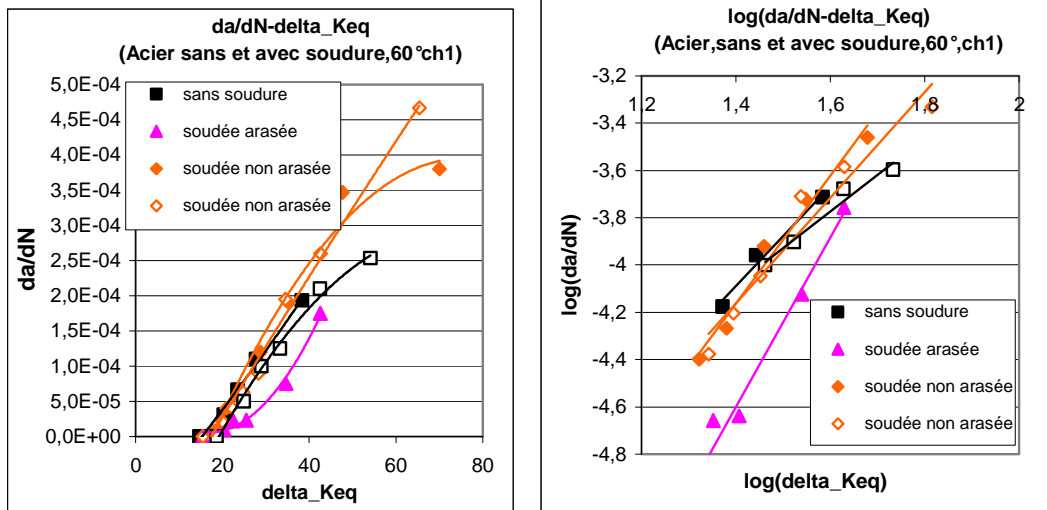 da/dN-delta_Keq
(Acier sans et avec soudure,60°ch1)
da/dN
5,0E-04
4,5E-04
4,0E-04
3,5E-04
3,0E-04
2,5E-04
2,0E-04
1,5E-04
1,0E-04
5,0E-05
0,0E+00
sans soudure
soudée arasée
soudée non arasée
soudée non arasée
0 20 40 60 80
delta_Keq
log(da/dN-delta_Keq)
(Acier,sans et avec soudure,60°,ch1)
log(da/dN)
-3,2
1,2 1,4 1,6 1,8 2
-3,4
-3,6
-3,8
-4
-4,2
-4,4
-4,6
-4,8
sans soudure
soudée arasée
soudée non arasée
soudée non arasée
log(delta_Keq)